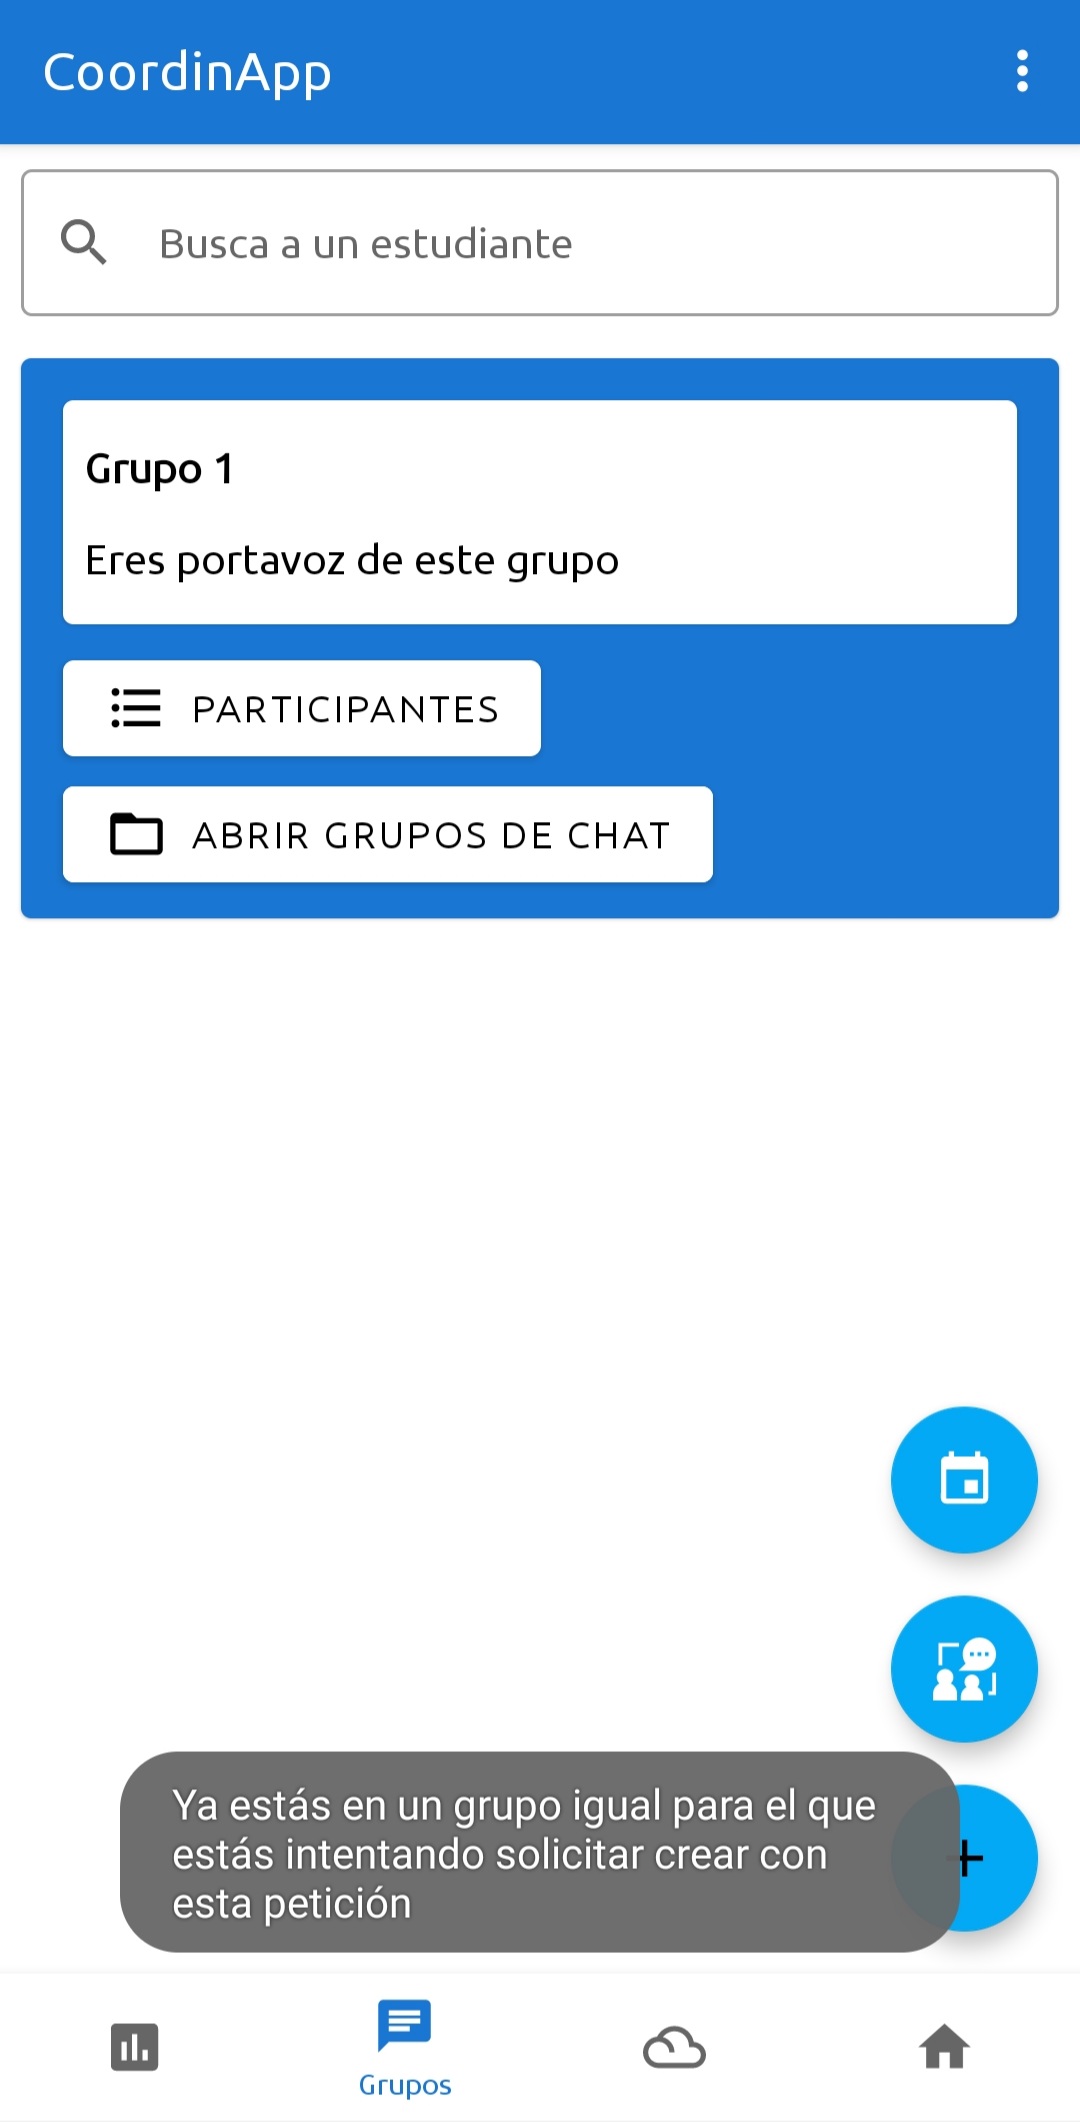 CoordinApp
Busca a un estudiante
Grupo 1
Eres portavoz de este grupo
PARTICIPANTES
ABRIR GRUPOS DE CHAT
Ya estás en un grupo igual para el que
estás intentando solicitar crear con
esta petición
Grupos